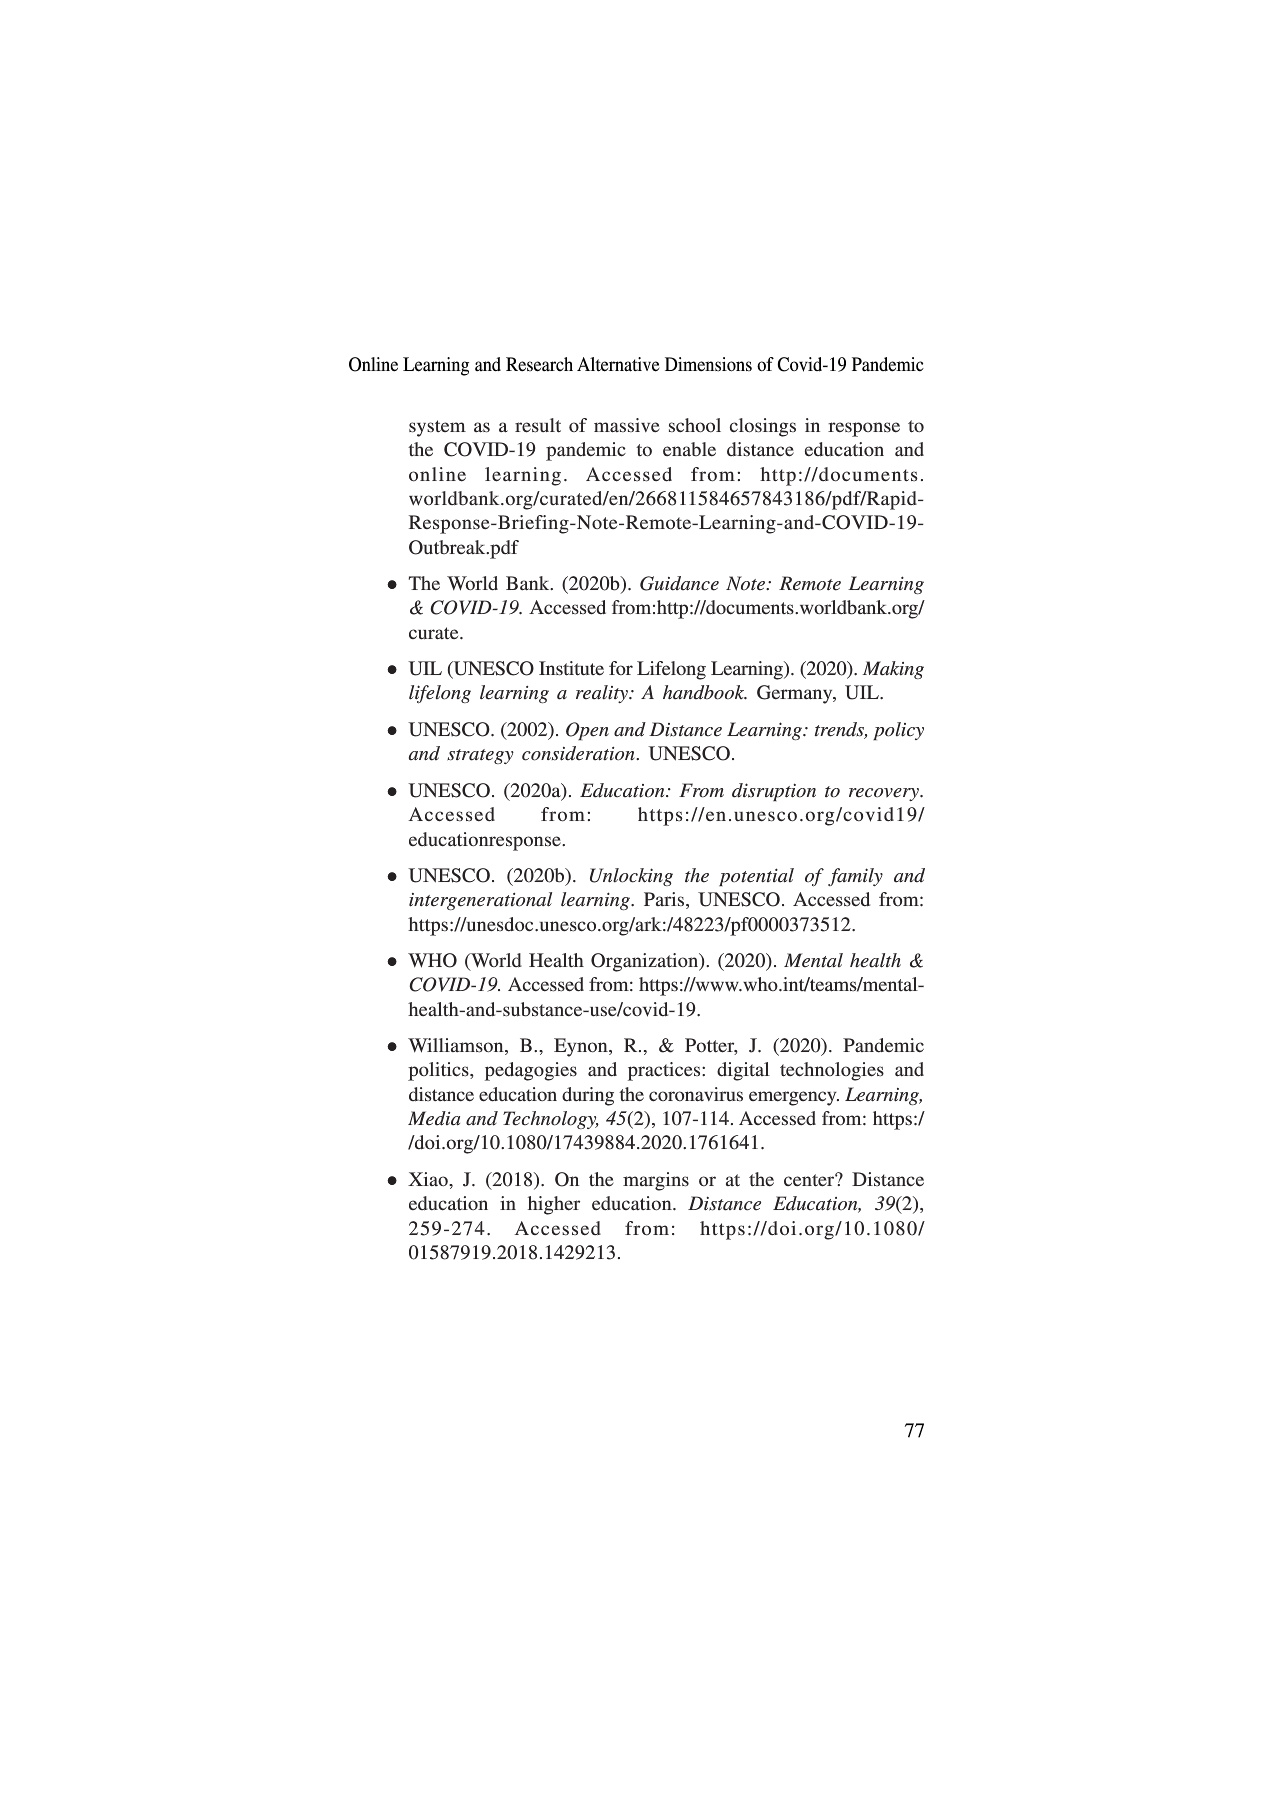 Online Learning and Research Alternative Dimensions of Covid-19 Pandemic
system as a result of massive school closings in response to
the COVID-19 pandemic to enable distance education and
online learning. Accessed from: http://documents.
worldbank.org/curated/en/266811584657843186/pdf/Rapid-
Response-Briefing-Note-Remote-Learning-and-COVID-19-
Outbreak.pdf
● The World Bank. (2020b). Guidance Note: Remote Learning
& COVID-19. Accessed from:http://documents.worldbank.org/
curate.
● UIL (UNESCO Institute for Lifelong Learning). (2020). Making
lifelong learning a reality: A handbook. Germany, UIL.
● UNESCO. (2002). Open and Distance Learning: trends, policy
and strategy consideration. UNESCO.
● UNESCO. (2020a). Education: From disruption to recovery.
Accessed from: https://en.unesco.org/covid19/
educationresponse.
● UNESCO. (2020b). Unlocking the potential of family and
intergenerational learning. Paris, UNESCO. Accessed from:
https://unesdoc.unesco.org/ark:/48223/pf0000373512.
● WHO (World Health Organization). (2020). Mental health &
COVID-19. Accessed from: https://www.who.int/teams/mental-
health-and-substance-use/covid-19.
● Williamson, B., Eynon, R., & Potter, J. (2020). Pandemic
politics, pedagogies and practices: digital technologies and
distance education during the coronavirus emergency. Learning,
Media and Technology, 45(2), 107-114. Accessed from: https:/
/doi.org/10.1080/17439884.2020.1761641.
● Xiao, J. (2018). On the margins or at the center? Distance
education in higher education. Distance Education, 39(2),
259-274. Accessed from: https://doi.org/10.1080/
01587919.2018.1429213.
77